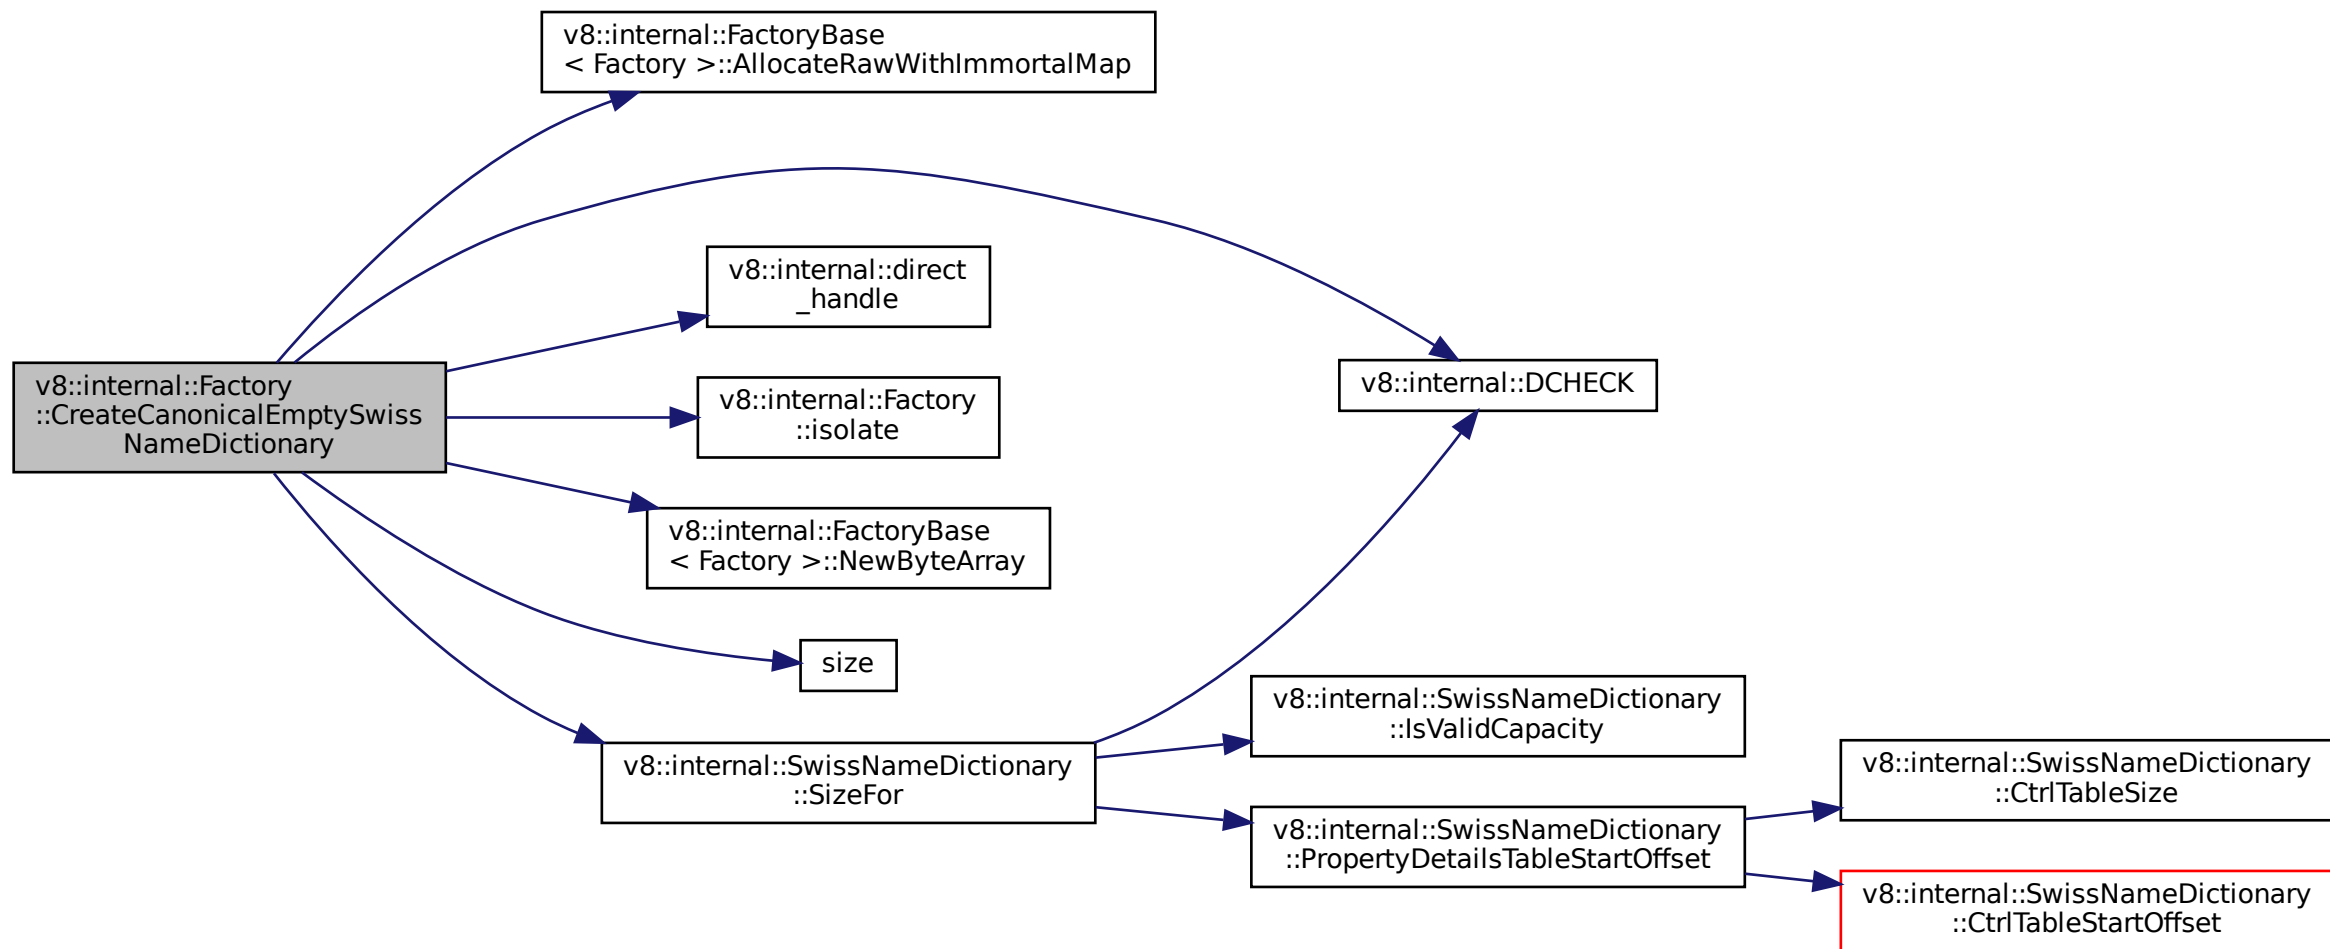 v8::internal::FactoryBase
< Factory >::AllocateRawWithImmortalMap
v8::internal::direct
_handle
v8::internal::DCHECK
v8::internal::Factory
::CreateCanonicalEmptySwiss
NameDictionary
v8::internal::Factory
::isolate
v8::internal::FactoryBase
< Factory >::NewByteArray
size
v8::internal::SwissNameDictionary
::IsValidCapacity
v8::internal::SwissNameDictionary
::SizeFor
v8::internal::SwissNameDictionary
::CtrlTableSize
v8::internal::SwissNameDictionary
::PropertyDetailsTableStartOffset
v8::internal::SwissNameDictionary
::CtrlTableStartOffset